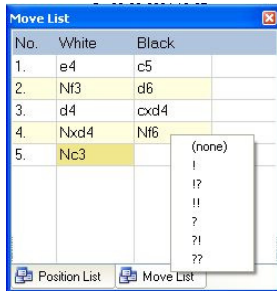 Move List
No. White Black
1. e4 c5
2. Nf3 d6
3. d4 cxd4
4. Nxd4 Nf6
5. Nc3
(none)
!
!?
!!
?
?!
??
Position List Move List